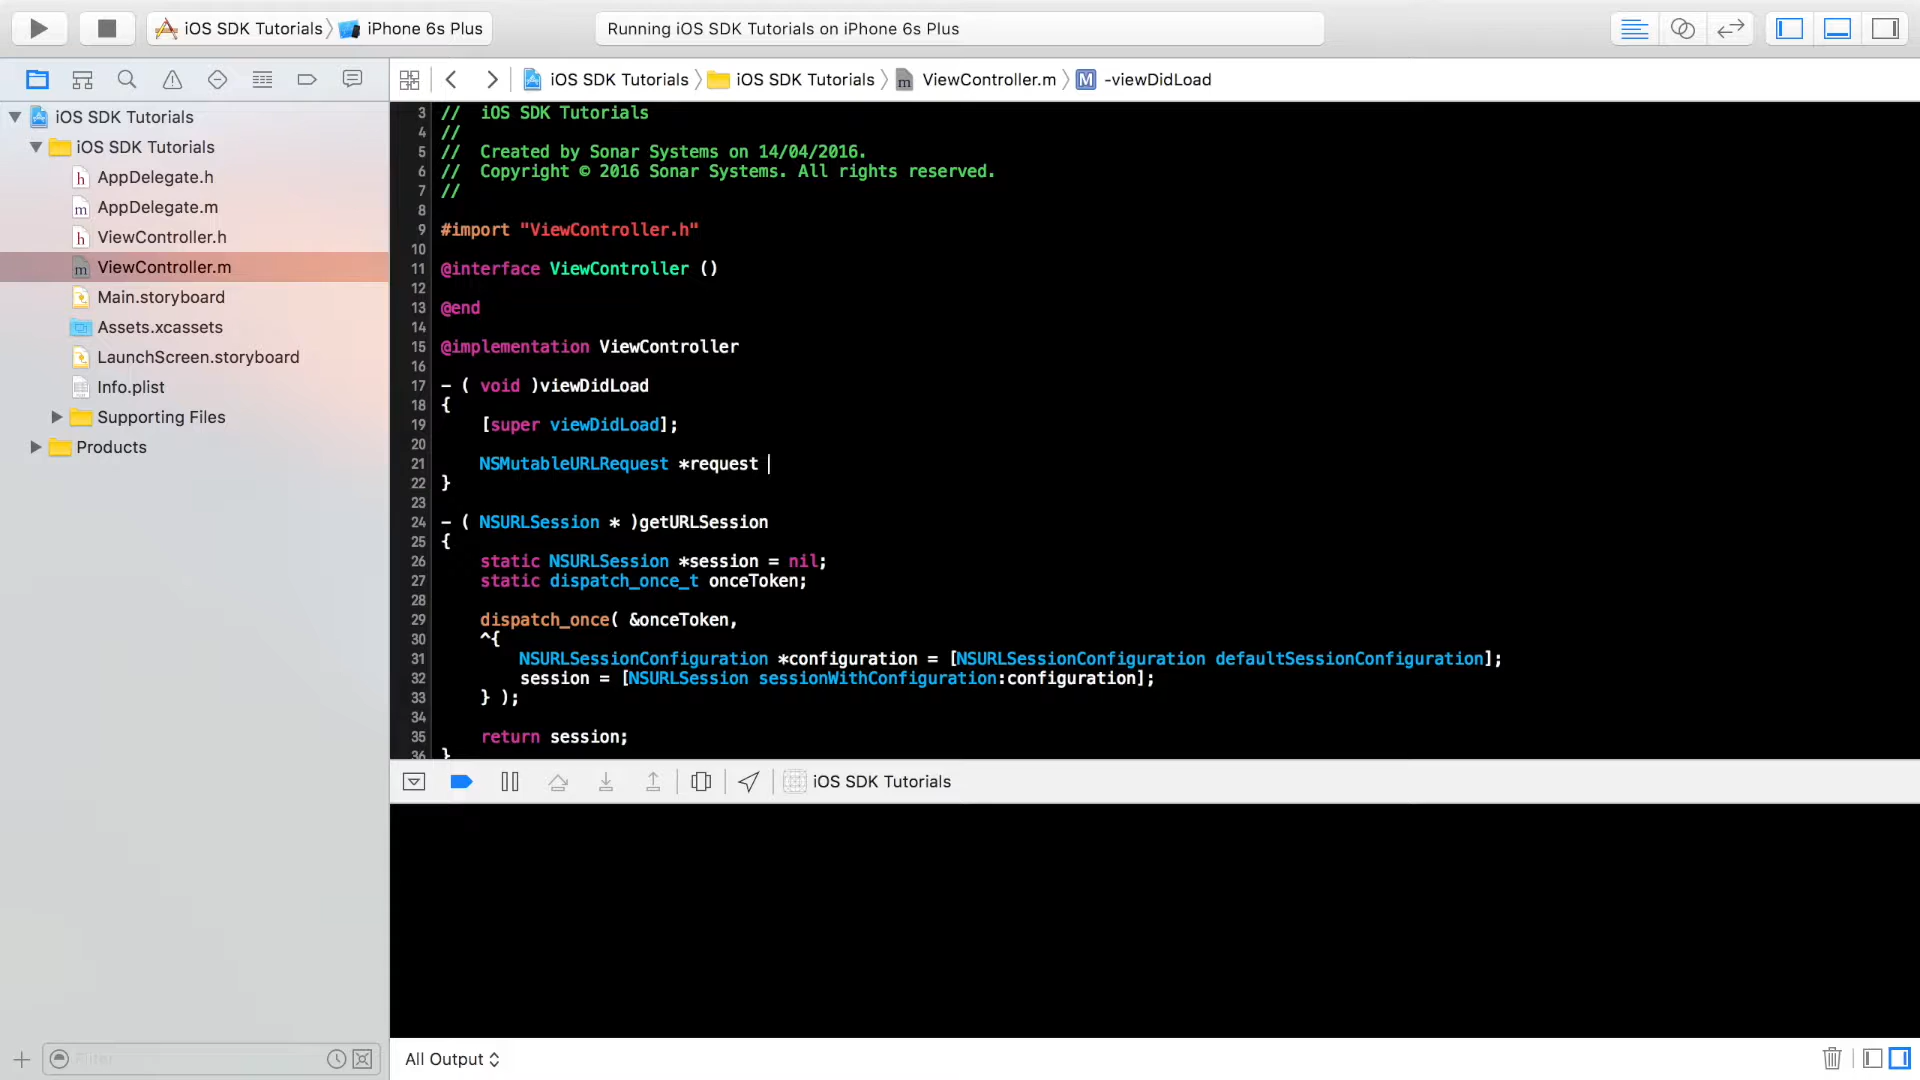 iOS SDK Tutorials
iPhone 6s Plus
Running iOS SDK Tutorials on iPhone 6s Plus
iOS SDK Tutorials
iOS SDK Tutorials
ViewController.m
M
-viewDidLoad
iOS SDK Tutorials
iOS SDK Tutorials
h AppDelegate.h
m AppDelegate.m
h ViewController.h
m ViewController.m
Main.storyboard
Assets.xcassets
LaunchScreen.storyboard
Info.plist
Supporting Files
Products
Filter
3 //  iOS SDK Tutorials
4 //
5 //  Created by Sonar Systems on 14/04/2016.
6 //  Copyright © 2016 Sonar Systems. All rights reserved.
7 //
8
9 #import "ViewController.h"
10
11 @interface ViewController ()
12
13 @end
14
15 @implementation ViewController
16
17 - ( void )viewDidLoad
18 {
19     [super viewDidLoad];
20
21     NSMutableURLRequest *request
22 }
23
24 - ( NSURLSession * )getURLSession
25 {
26     static NSURLSession *session = nil;
27     static dispatch_once_t onceToken;
28
29     dispatch_once( &onceToken,
30     ^{
31         NSURLSessionConfiguration *configuration = [NSURLSessionConfiguration defaultSessionConfiguration];
32         session = [NSURLSession sessionWithConfiguration:configuration];
33     } );
34
35     return session;
36 }
iOS SDK Tutorials
All Output